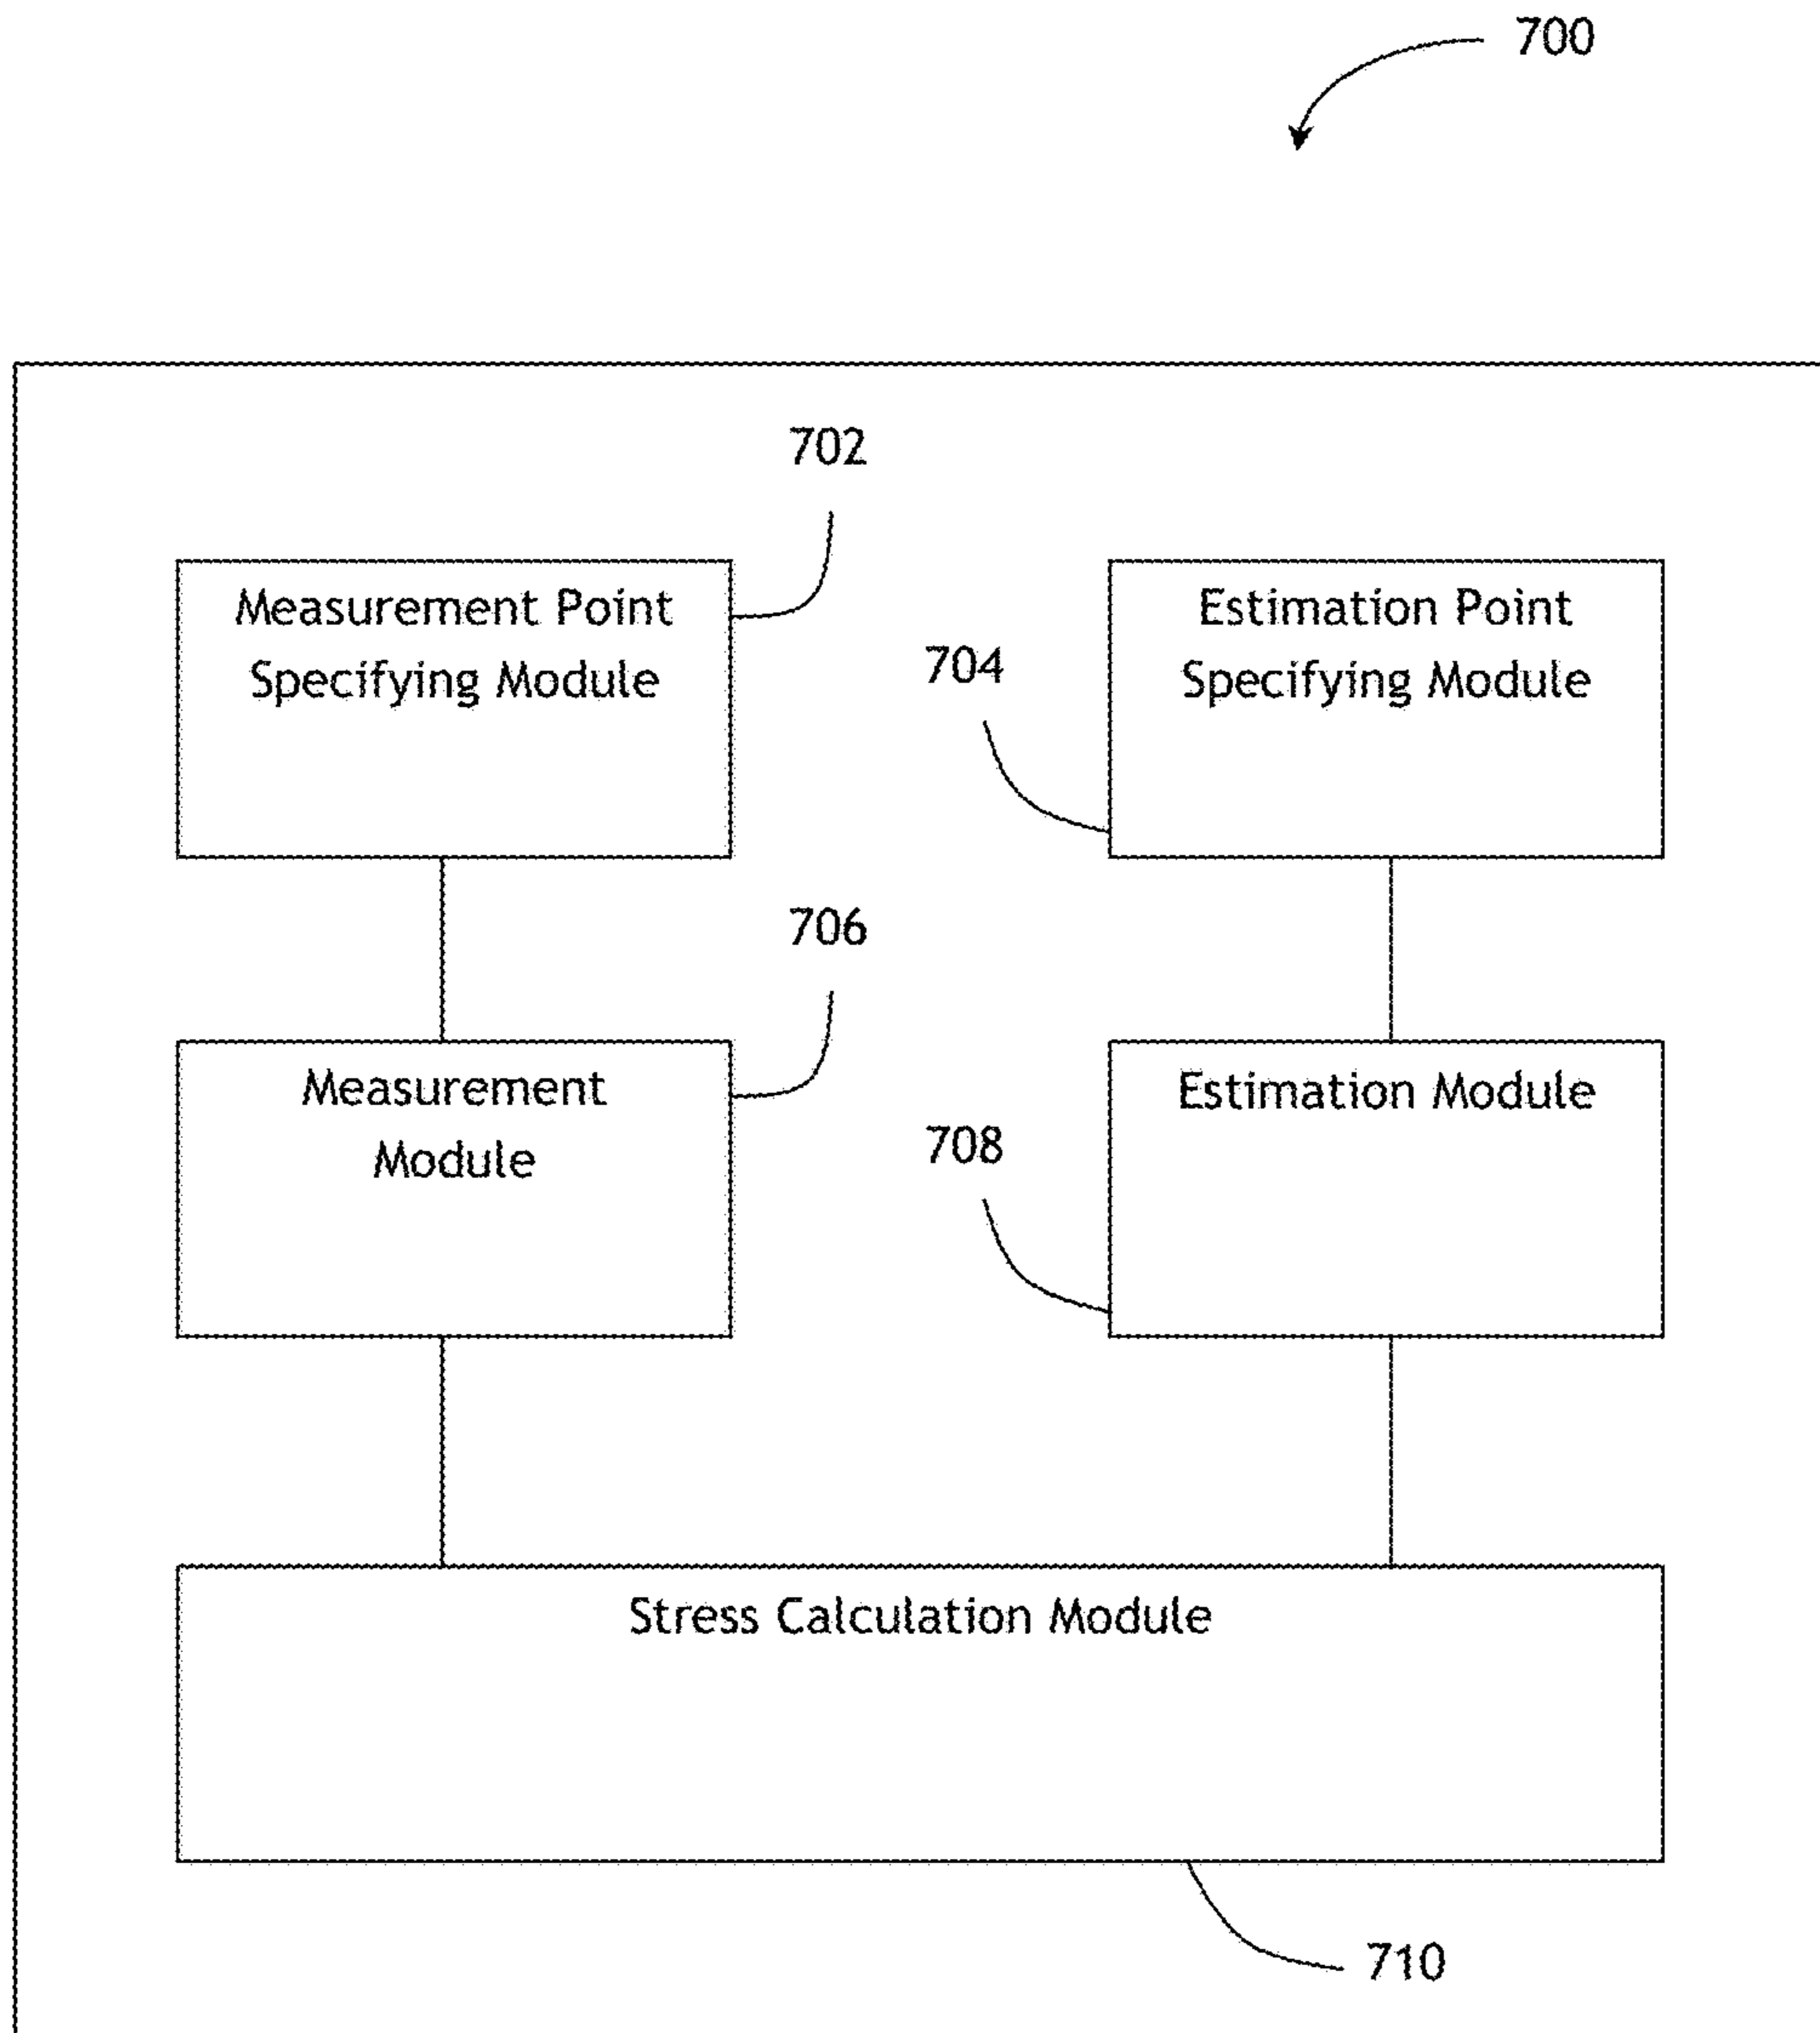 700
702
Measurement Point
Specifying Module
704
Estimation Point
Specifying Module
706
Measurement
Module
708
Estimation Module
Stress Calculation Module
710